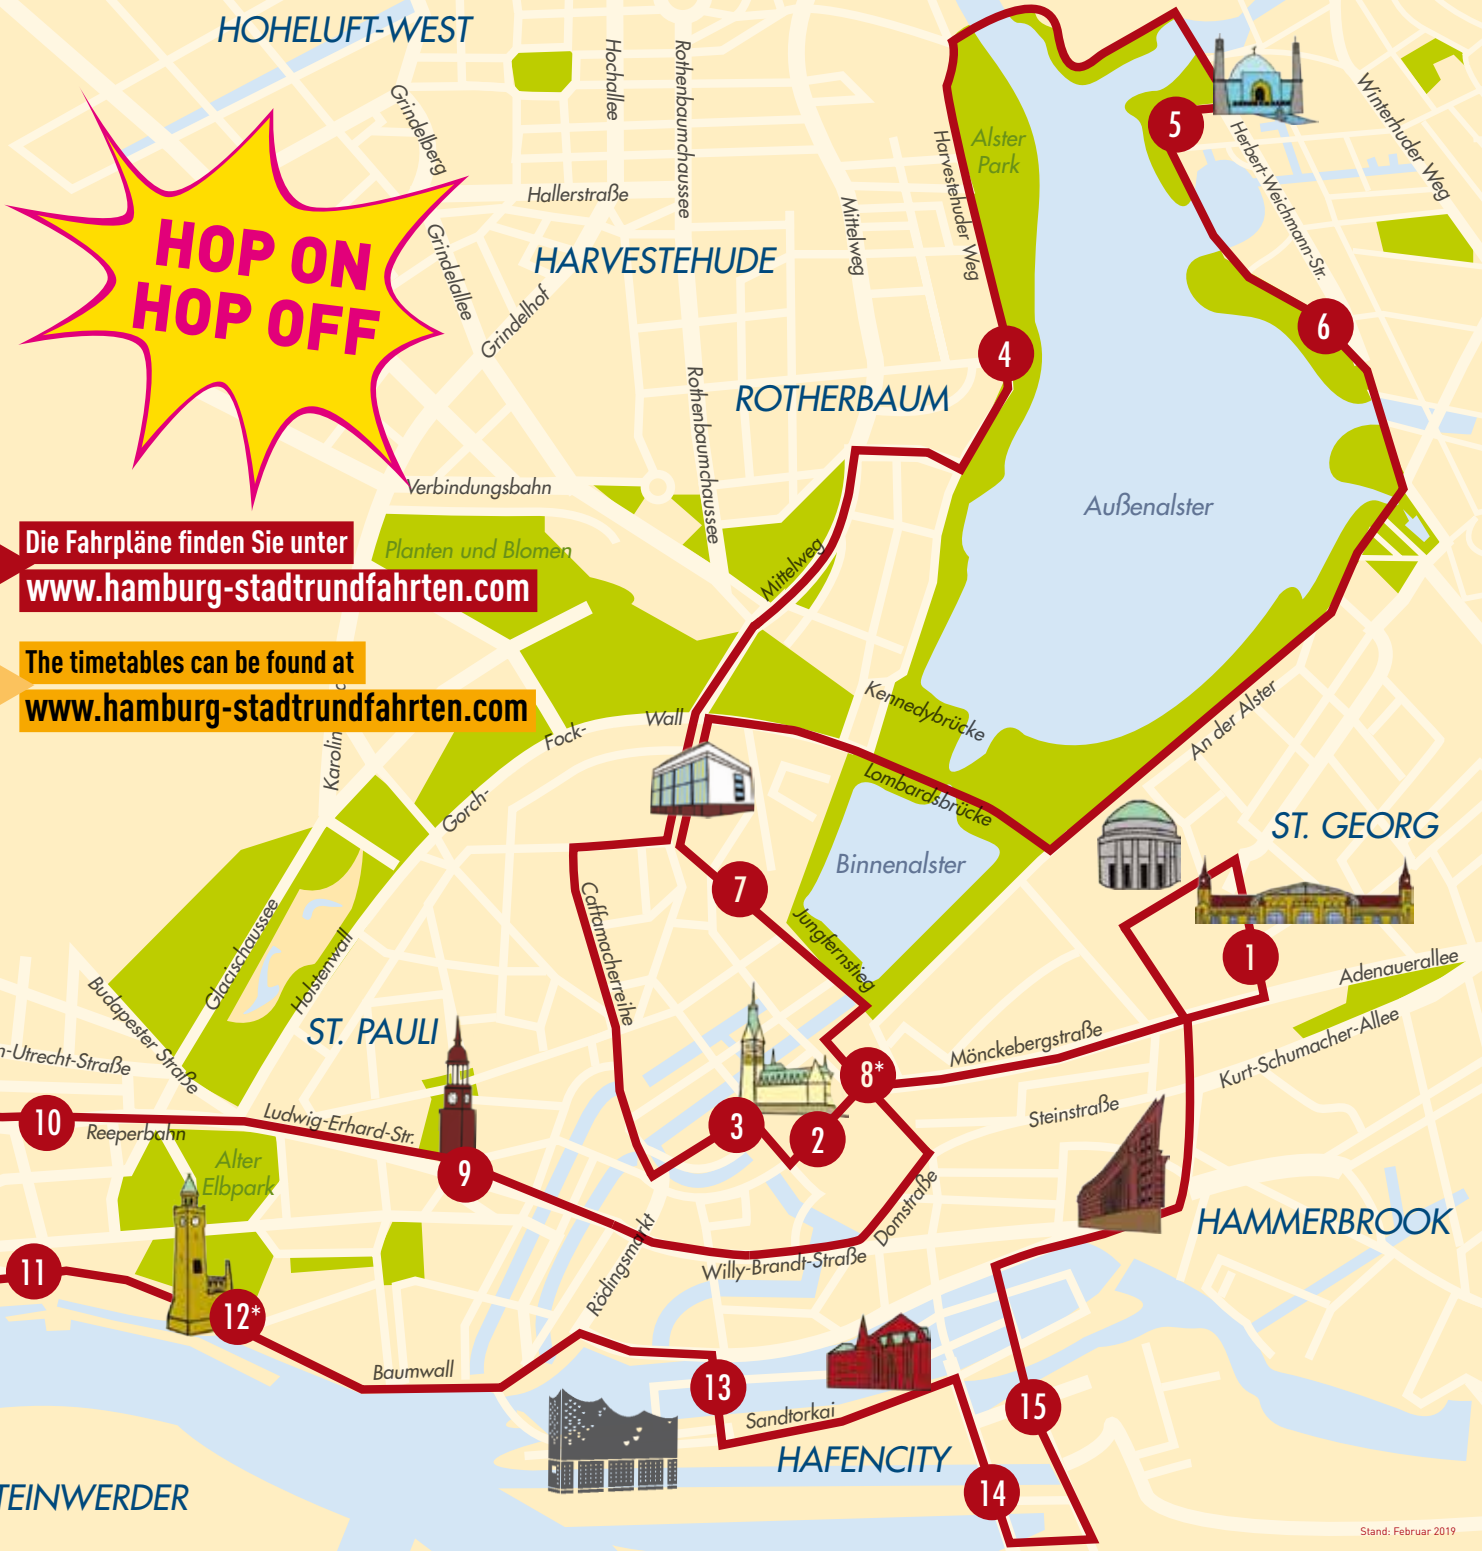 HOHELUFT-WEST
Hochallee
Rothenbaumchaussee
Grindelberg
Hallerstraße
Alster
Park
Harvestehuder Weg
5
Herbert-Weichmann-Str.
Winterhuder Weg
HOP ON
HOP OFF
HARVESTEHUDE
Mittelweg
Grindelallee
Grindelhof
6
4
ROTHERBAUM
Rothenbaumchaussee
Verbindungsbahn
Außenalster
Die Fahrpläne finden Sie unter
www.hamburg-stadtrundfahrten.com
Planten und Blomen
Mittelweg
The timetables can be found at
www.hamburg-stadtrundfahrten.com
Karolin
Fock-
Wall
Gorch-
Kennedybrücke
An der Alster
Lombardsbrücke
ST. GEORG
Binnenalster
7
Caffamacherreihe
Jungfernstieg
Glacischaussee
Holstenwall
1
Adenauerallee
Budapester Straße
ST. PAULI
n-Utrecht-Straße
Mönckebergstraße
Kurt-Schumacher-Allee
8*
10
Reeperbahn
Ludwig-Erhard-Str.
3
2
Steinstraße
9
Alter
Elbpark
Domstraße
HAMMERBROOK
Rödingsmarkt
Willy-Brandt-Straße
11
12*
Baumwall
13
Sandtorkai
15
HAFENCITY
14
TEINWERDER
Stand: Februar 2019